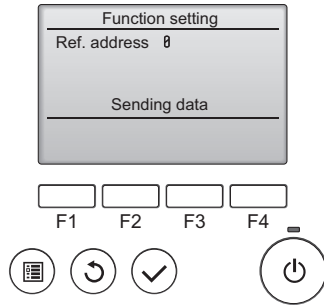 Function setting
Ref. address 0
Sending data
F1 F2 F3 F4